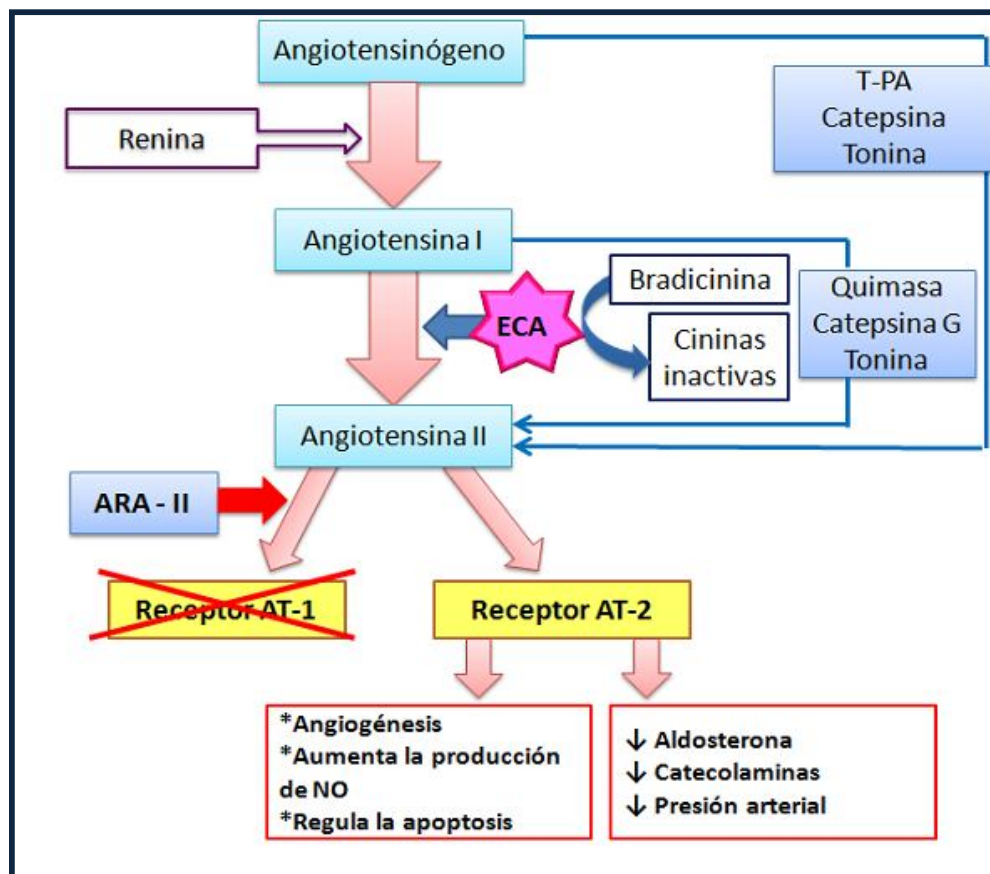 Angiotensinógeno
T-PA
Catepsina
Tonina
Renina
Angiotensina I
ECA
Bradicinina
Cininas
inactivas
Quimasa
Catepsina G
Tonina
Angiotensina II
ARA - II
Receptor AT-1
Receptor AT-2
*Angiogénesis
*Aumenta la producción
de NO
*Regula la apoptosis
↓ Aldosterona
↓ Catecolaminas
↓ Presión arterial